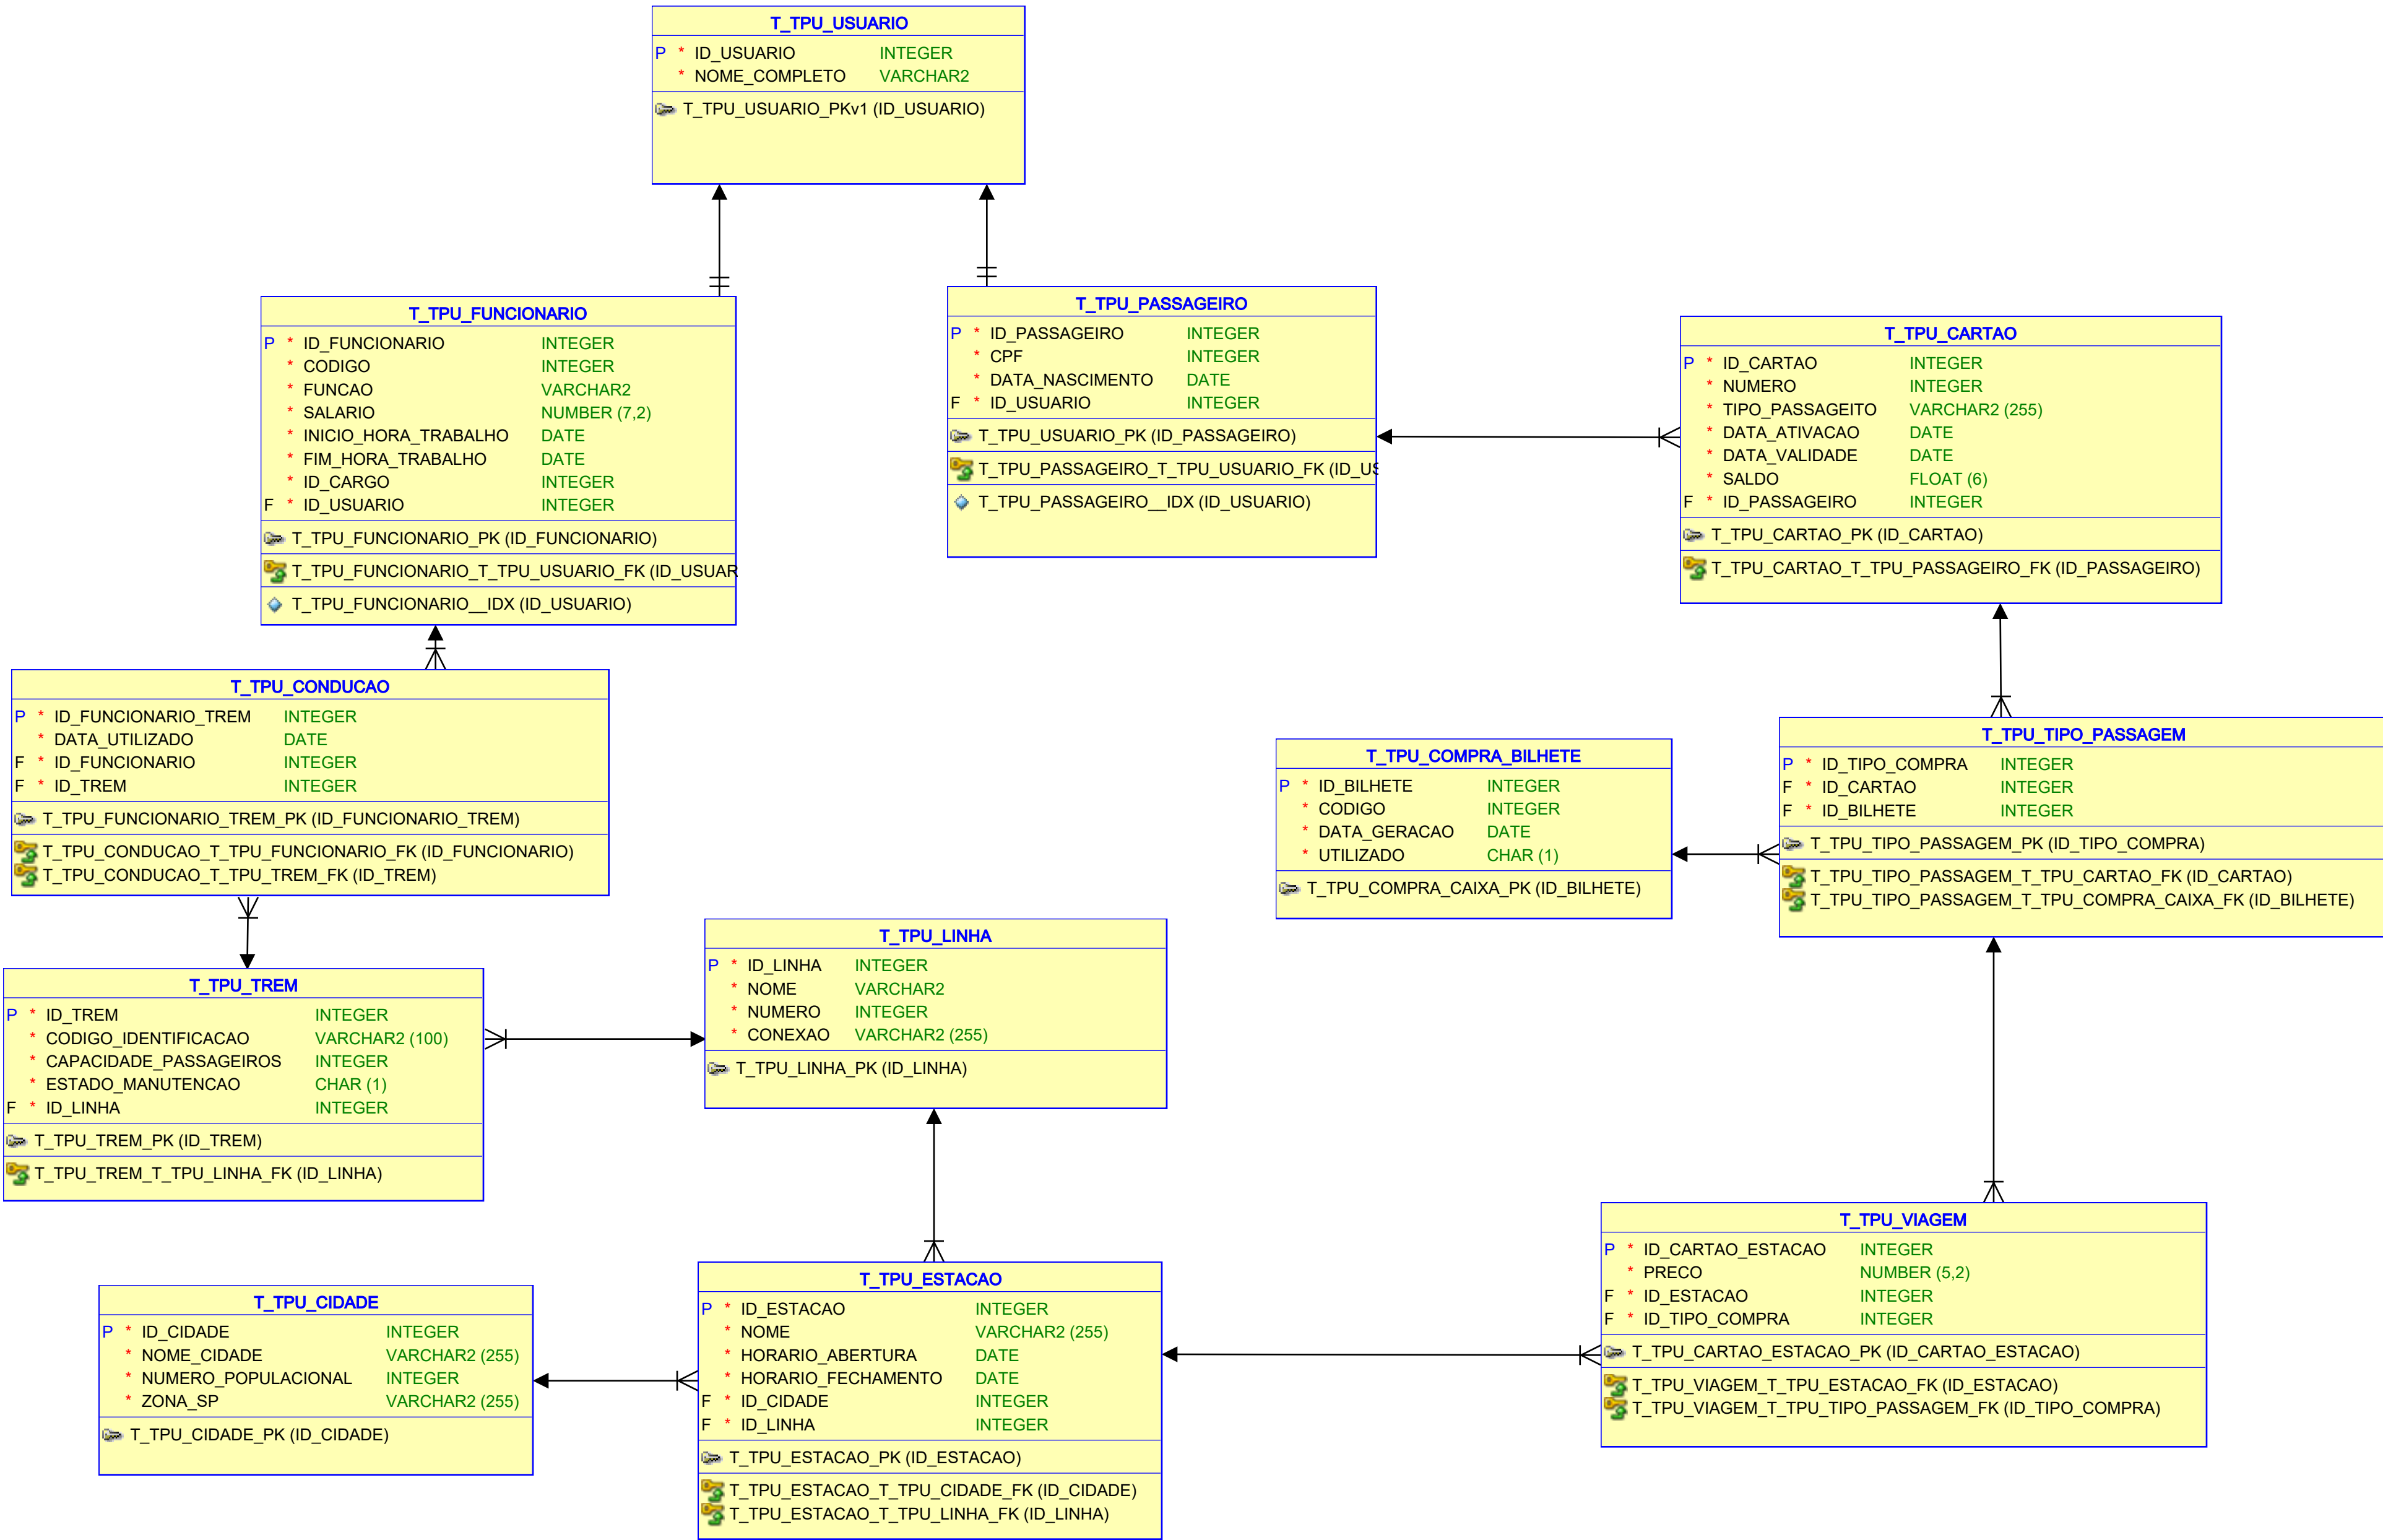 T_TPU_USUARIO
P * ID_USUARIO INTEGER
* NOME_COMPLETO VARCHAR2
T_TPU_USUARIO_PKv1 (ID_USUARIO)
T_TPU_FUNCIONARIO
P * ID_FUNCIONARIO INTEGER
* CODIGO INTEGER
* FUNCAO VARCHAR2
* SALARIO NUMBER (7,2)
* INICIO_HORA_TRABALHO DATE
* FIM_HORA_TRABALHO DATE
* ID_CARGO INTEGER
F * ID_USUARIO INTEGER
T_TPU_FUNCIONARIO_PK (ID_FUNCIONARIO)
T_TPU_FUNCIONARIO_T_TPU_USUARIO_FK (ID_USUAR
T_TPU_FUNCIONARIO__IDX (ID_USUARIO)
T_TPU_PASSAGEIRO
P * ID_PASSAGEIRO INTEGER
* CPF INTEGER
* DATA_NASCIMENTO DATE
F * ID_USUARIO INTEGER
T_TPU_USUARIO_PK (ID_PASSAGEIRO)
T_TPU_PASSAGEIRO_T_TPU_USUARIO_FK (ID_US
T_TPU_PASSAGEIRO__IDX (ID_USUARIO)
T_TPU_CARTAO
P * ID_CARTAO INTEGER
* NUMERO INTEGER
* TIPO_PASSAGEITO VARCHAR2 (255)
* DATA_ATIVACAO DATE
* DATA_VALIDADE DATE
* SALDO FLOAT (6)
F * ID_PASSAGEIRO INTEGER
T_TPU_CARTAO_PK (ID_CARTAO)
T_TPU_CARTAO_T_TPU_PASSAGEIRO_FK (ID_PASSAGEIRO)
T_TPU_CONDUCAO
P * ID_FUNCIONARIO_TREM INTEGER
* DATA_UTILIZADO DATE
F * ID_FUNCIONARIO INTEGER
F * ID_TREM INTEGER
T_TPU_FUNCIONARIO_TREM_PK (ID_FUNCIONARIO_TREM)
T_TPU_CONDUCAO_T_TPU_FUNCIONARIO_FK (ID_FUNCIONARIO)
T_TPU_CONDUCAO_T_TPU_TREM_FK (ID_TREM)
T_TPU_COMPRA_BILHETE
P * ID_BILHETE INTEGER
* CODIGO INTEGER
* DATA_GERACAO DATE
* UTILIZADO CHAR (1)
T_TPU_COMPRA_CAIXA_PK (ID_BILHETE)
T_TPU_TIPO_PASSAGEM
P * ID_TIPO_COMPRA INTEGER
F * ID_CARTAO INTEGER
F * ID_BILHETE INTEGER
T_TPU_TIPO_PASSAGEM_PK (ID_TIPO_COMPRA)
T_TPU_TIPO_PASSAGEM_T_TPU_CARTAO_FK (ID_CARTAO)
T_TPU_TIPO_PASSAGEM_T_TPU_COMPRA_CAIXA_FK (ID_BILHETE)
T_TPU_TREM
P * ID_TREM INTEGER
* CODIGO_IDENTIFICACAO VARCHAR2 (100)
* CAPACIDADE_PASSAGEIROS INTEGER
* ESTADO_MANUTENCAO CHAR (1)
F * ID_LINHA INTEGER
T_TPU_TREM_PK (ID_TREM)
T_TPU_TREM_T_TPU_LINHA_FK (ID_LINHA)
T_TPU_LINHA
P * ID_LINHA INTEGER
* NOME VARCHAR2
* NUMERO INTEGER
* CONEXAO VARCHAR2 (255)
T_TPU_LINHA_PK (ID_LINHA)
T_TPU_CIDADE
P * ID_CIDADE INTEGER
* NOME_CIDADE VARCHAR2 (255)
* NUMERO_POPULACIONAL INTEGER
* ZONA_SP VARCHAR2 (255)
T_TPU_CIDADE_PK (ID_CIDADE)
T_TPU_ESTACAO
P * ID_ESTACAO INTEGER
* NOME VARCHAR2 (255)
* HORARIO_ABERTURA DATE
* HORARIO_FECHAMENTO DATE
F * ID_CIDADE INTEGER
F * ID_LINHA INTEGER
T_TPU_ESTACAO_PK (ID_ESTACAO)
T_TPU_ESTACAO_T_TPU_CIDADE_FK (ID_CIDADE)
T_TPU_ESTACAO_T_TPU_LINHA_FK (ID_LINHA)
T_TPU_VIAGEM
P * ID_CARTAO_ESTACAO INTEGER
* PRECO NUMBER (5,2)
F * ID_ESTACAO INTEGER
F * ID_TIPO_COMPRA INTEGER
T_TPU_CARTAO_ESTACAO_PK (ID_CARTAO_ESTACAO)
T_TPU_VIAGEM_T_TPU_ESTACAO_FK (ID_ESTACAO)
T_TPU_VIAGEM_T_TPU_TIPO_PASSAGEM_FK (ID_TIPO_COMPRA)